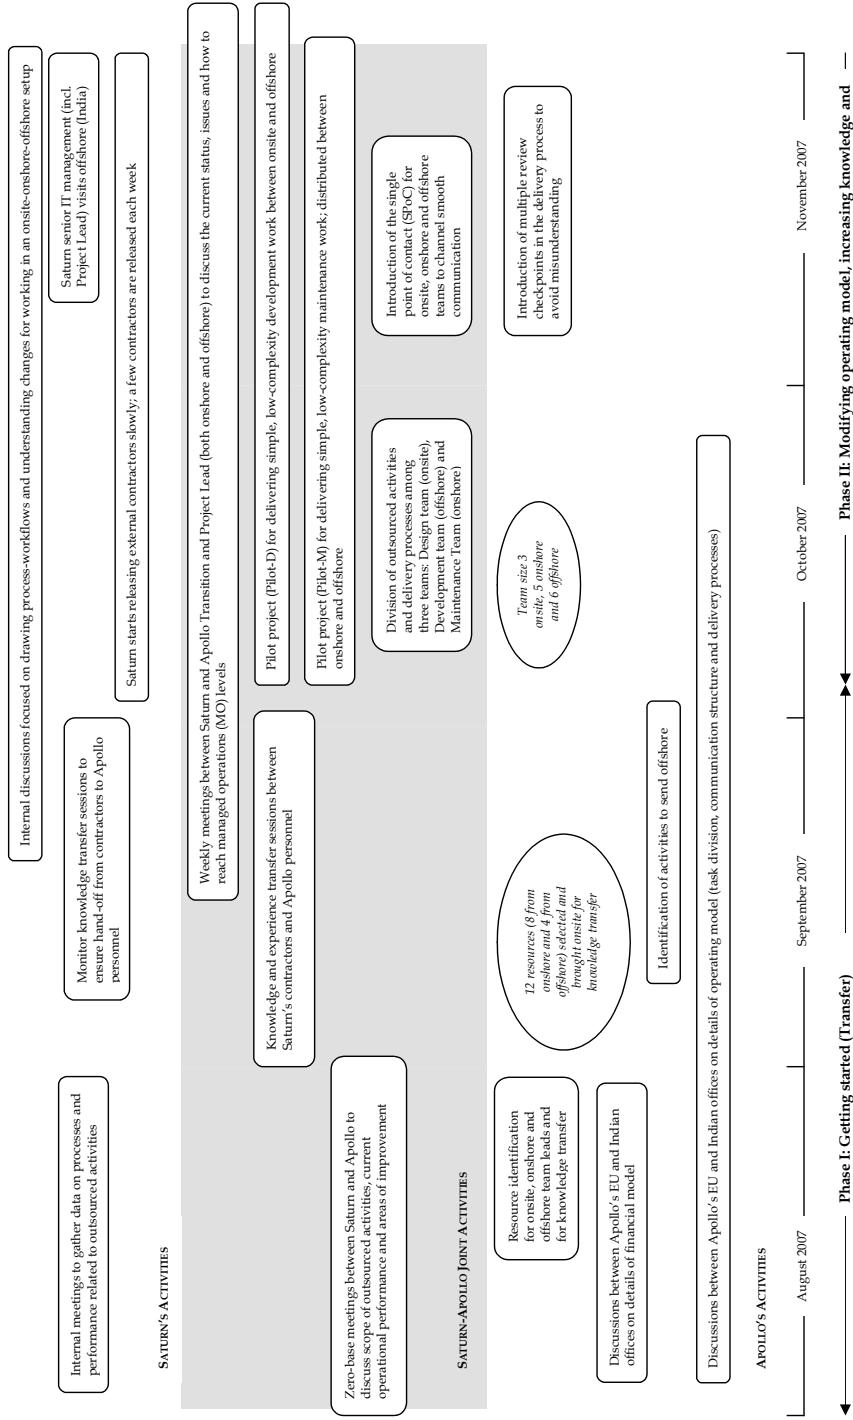 Internal discussions focused on drawing process-workflows and understanding changes for working in an onsite-onshore-offshore setup
Saturn senior IT management (incl.
Project Lead) visits offshore (India)
Monitor knowledge transfer sessions to
ensure hand-off from contractors to Apollo
personnel
Internal meetings to gather data on processes and
performance related to outsourced activities
Saturn starts releasing external contractors slowly; a few contractors are released each week
SATURN'S ACTIVITIES
Weekly meetings between Saturn and Apollo Transition and Project Lead (both onshore and offshore) to discuss the current status, issues and how to
reach managed operations (MO) levels
Pilot project (Pilot-D) for delivering simple, low-complexity development work between onsite and offshore
Knowledge and experience transfer sessions between
Saturn's contractors and Apollo personnel
Pilot project (Pilot-M) for delivering simple, low-complexity maintenance work; distributed between
onshore and offshore
Zero-base meetings between Saturn and Apollo to
discuss scope of outsourced activities, current
operational performance and areas of improvement
Division of outsourced activities
and delivery processes among
three teams: Design team (onsite),
Development team (offshore) and
Maintenance Team (onshore)
Introduction of the single
point of contact (SPoC) for
onsite, onshore and offshore
teams to channel smooth
communication
SATURN-APOLLO JOINT ACTIVITIES
Resource identification
for onsite, onshore and
offshore team leads and
for knowledge transfer
12 resources (8 from
onshore and 4 from
offshore) selected and
brought onsite for
knowledge transfer
Team size 3
onsite, 5 onshore
and 6 offshore
Introduction of multiple review
checkpoints in the delivery process to
avoid misunderstanding
Discussions between Apollo's EU and Indian
offices on details of financial model
Identification of activities to send offshore
Discussions between Apollo's EU and Indian offices on details of operating model (task division, communication structure and delivery processes)
APOLLO'S ACTIVITIES
August 2007
September 2007
October 2007
November 2007
Phase I: Getting started (Transfer)
Phase II: Modifying operating model, increasing knowledge and